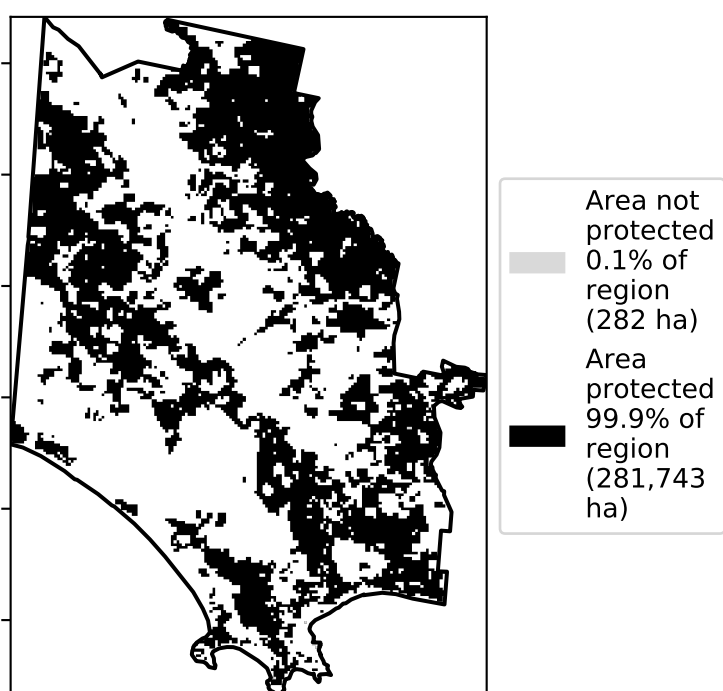 Area not
protected
0.1% of
region
(282 ha)
Area
protected
99.9% of
region
(281,743
ha)